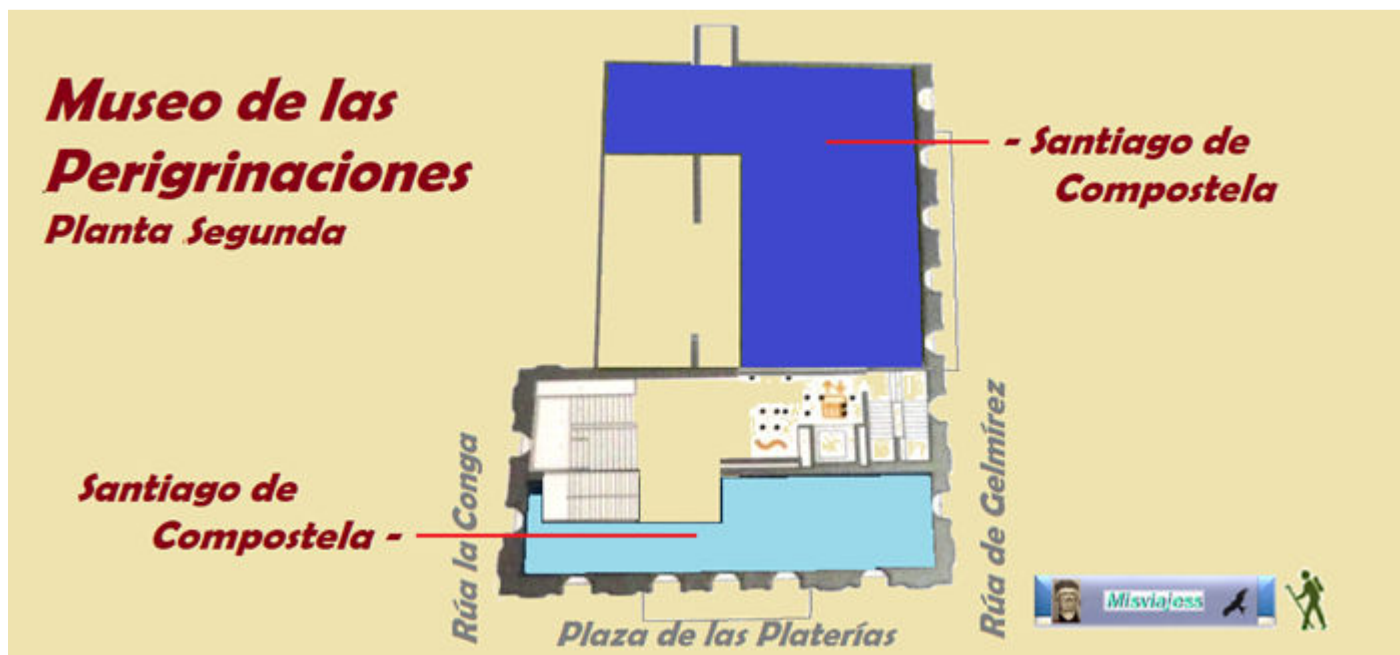 Museo de las
Perigrinaciones
Planta Segunda
- Santiago de
Compostela
Santiago de
Compostela -
Rúa la Conga
Rúa de Gelmírez
Plaza de las Platerías
Misviajess